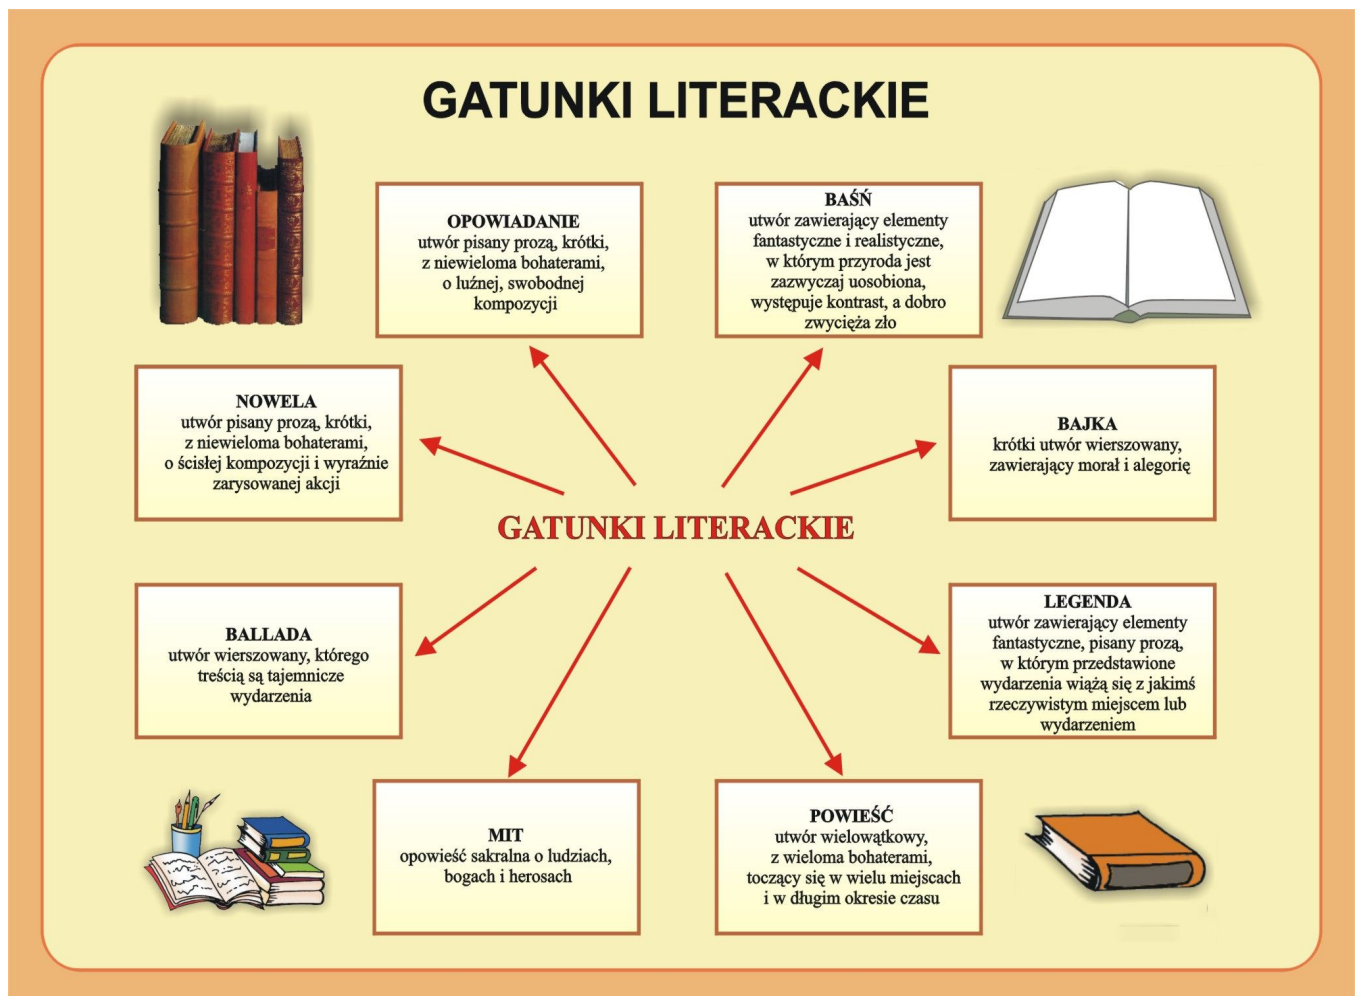 GATUNKI LITERACKIE
OPOWIADANIE
utwór pisany prozą, krótki,
z niewieloma bohaterami,
o luźnej, swobodnej
kompozycji
BAŚŃ
utwór zawierający elementy
fantastyczne i realistyczne,
w którym przyroda jest
zazwyczaj uosobiona,
występuje kontrast, a dobro
zwycięża zło
NOWELA
utwór pisany prozą, krótki,
z niewieloma bohaterami,
o ścisłej kompozycji i wyraźnie
zarysowanej akcji
BAJKA
krótki utwór wierszowany,
zawierający morał i alegorię
GATUNKI LITERACKIE
BALLADA
utwór wierszowany, którego
treścią są tajemnicze
wydarzenia
LEGENDA
utwór zawierający elementy
fantastyczne, pisany prozą,
w którym przedstawione
wydarzenia wiążą się z jakimś
rzeczywistym miejscem lub
wydarzeniem
MIT
opowieść sakralna o ludziach,
bogach i herosach
POWIEŚĆ
utwór wielowątkowy,
z wieloma bohaterami,
toczący się w wielu miejscach
i w długim okresie czasu